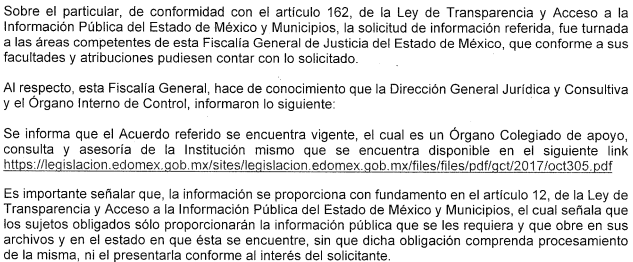 Sobre el particular, de conformidad con el artículo 162, de la Ley de Transparencia y Acceso a la
Información Pública del Estado de México y Municipios, la solicitud de información referida, fue turnada
a las áreas competentes de esta Fiscalía General de Justicia del Estado de México, que conforme a sus
facultades y atribuciones pudiesen contar con lo solicitado.
Al respecto, esta Fiscalía General, hace de conocimiento que la Dirección General Jurídica y Consultiva
y el Órgano Interno de Control, informaron lo siguiente:
Se informa que el Acuerdo referido se encuentra vigente, el cual es un Órgano Colegiado de apoyo,
consulta y asesoría de la Institución mismo que se encuentra disponible en el siguiente link
https://legislacion.edomex.gob.mx/sites/legislacion.edomex.gob.mx/files/files/pdf/gct/2017/oct305.pdf
Es importante señalar que, la información se proporciona con fundamento en el artículo 12, de la Ley de
Transparencia y Acceso a la Información Pública del Estado de México y Municipios, el cual señala que
los sujetos obligados sólo proporcionarán la información pública que se les requiera y que obre en sus
archivos y en el estado en que ésta se encuentre, sin que dicha obligación comprenda procesamiento
de la misma, ni el presentarla conforme al interés del solicitante.